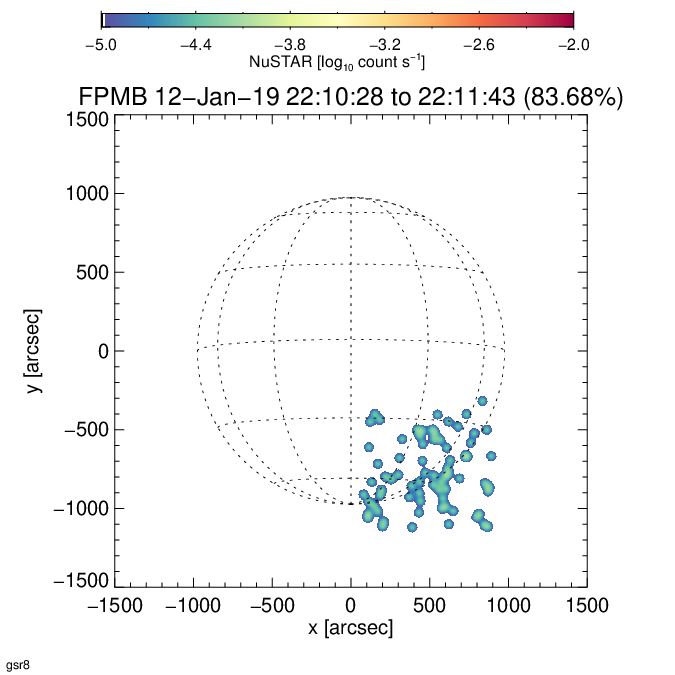 −5.0 −4.4 −3.8 −3.2 −2.6 −2.0
NuSTAR [log10 count s−1]
FPMB 12−Jan−19 22:10:28 to 22:11:43 (83.68%)
1500
1000
500
0
−500
−1000
−1500
y [arcsec]
−1500 −1000 −500 0 500 1000 1500
x [arcsec]
gsr8